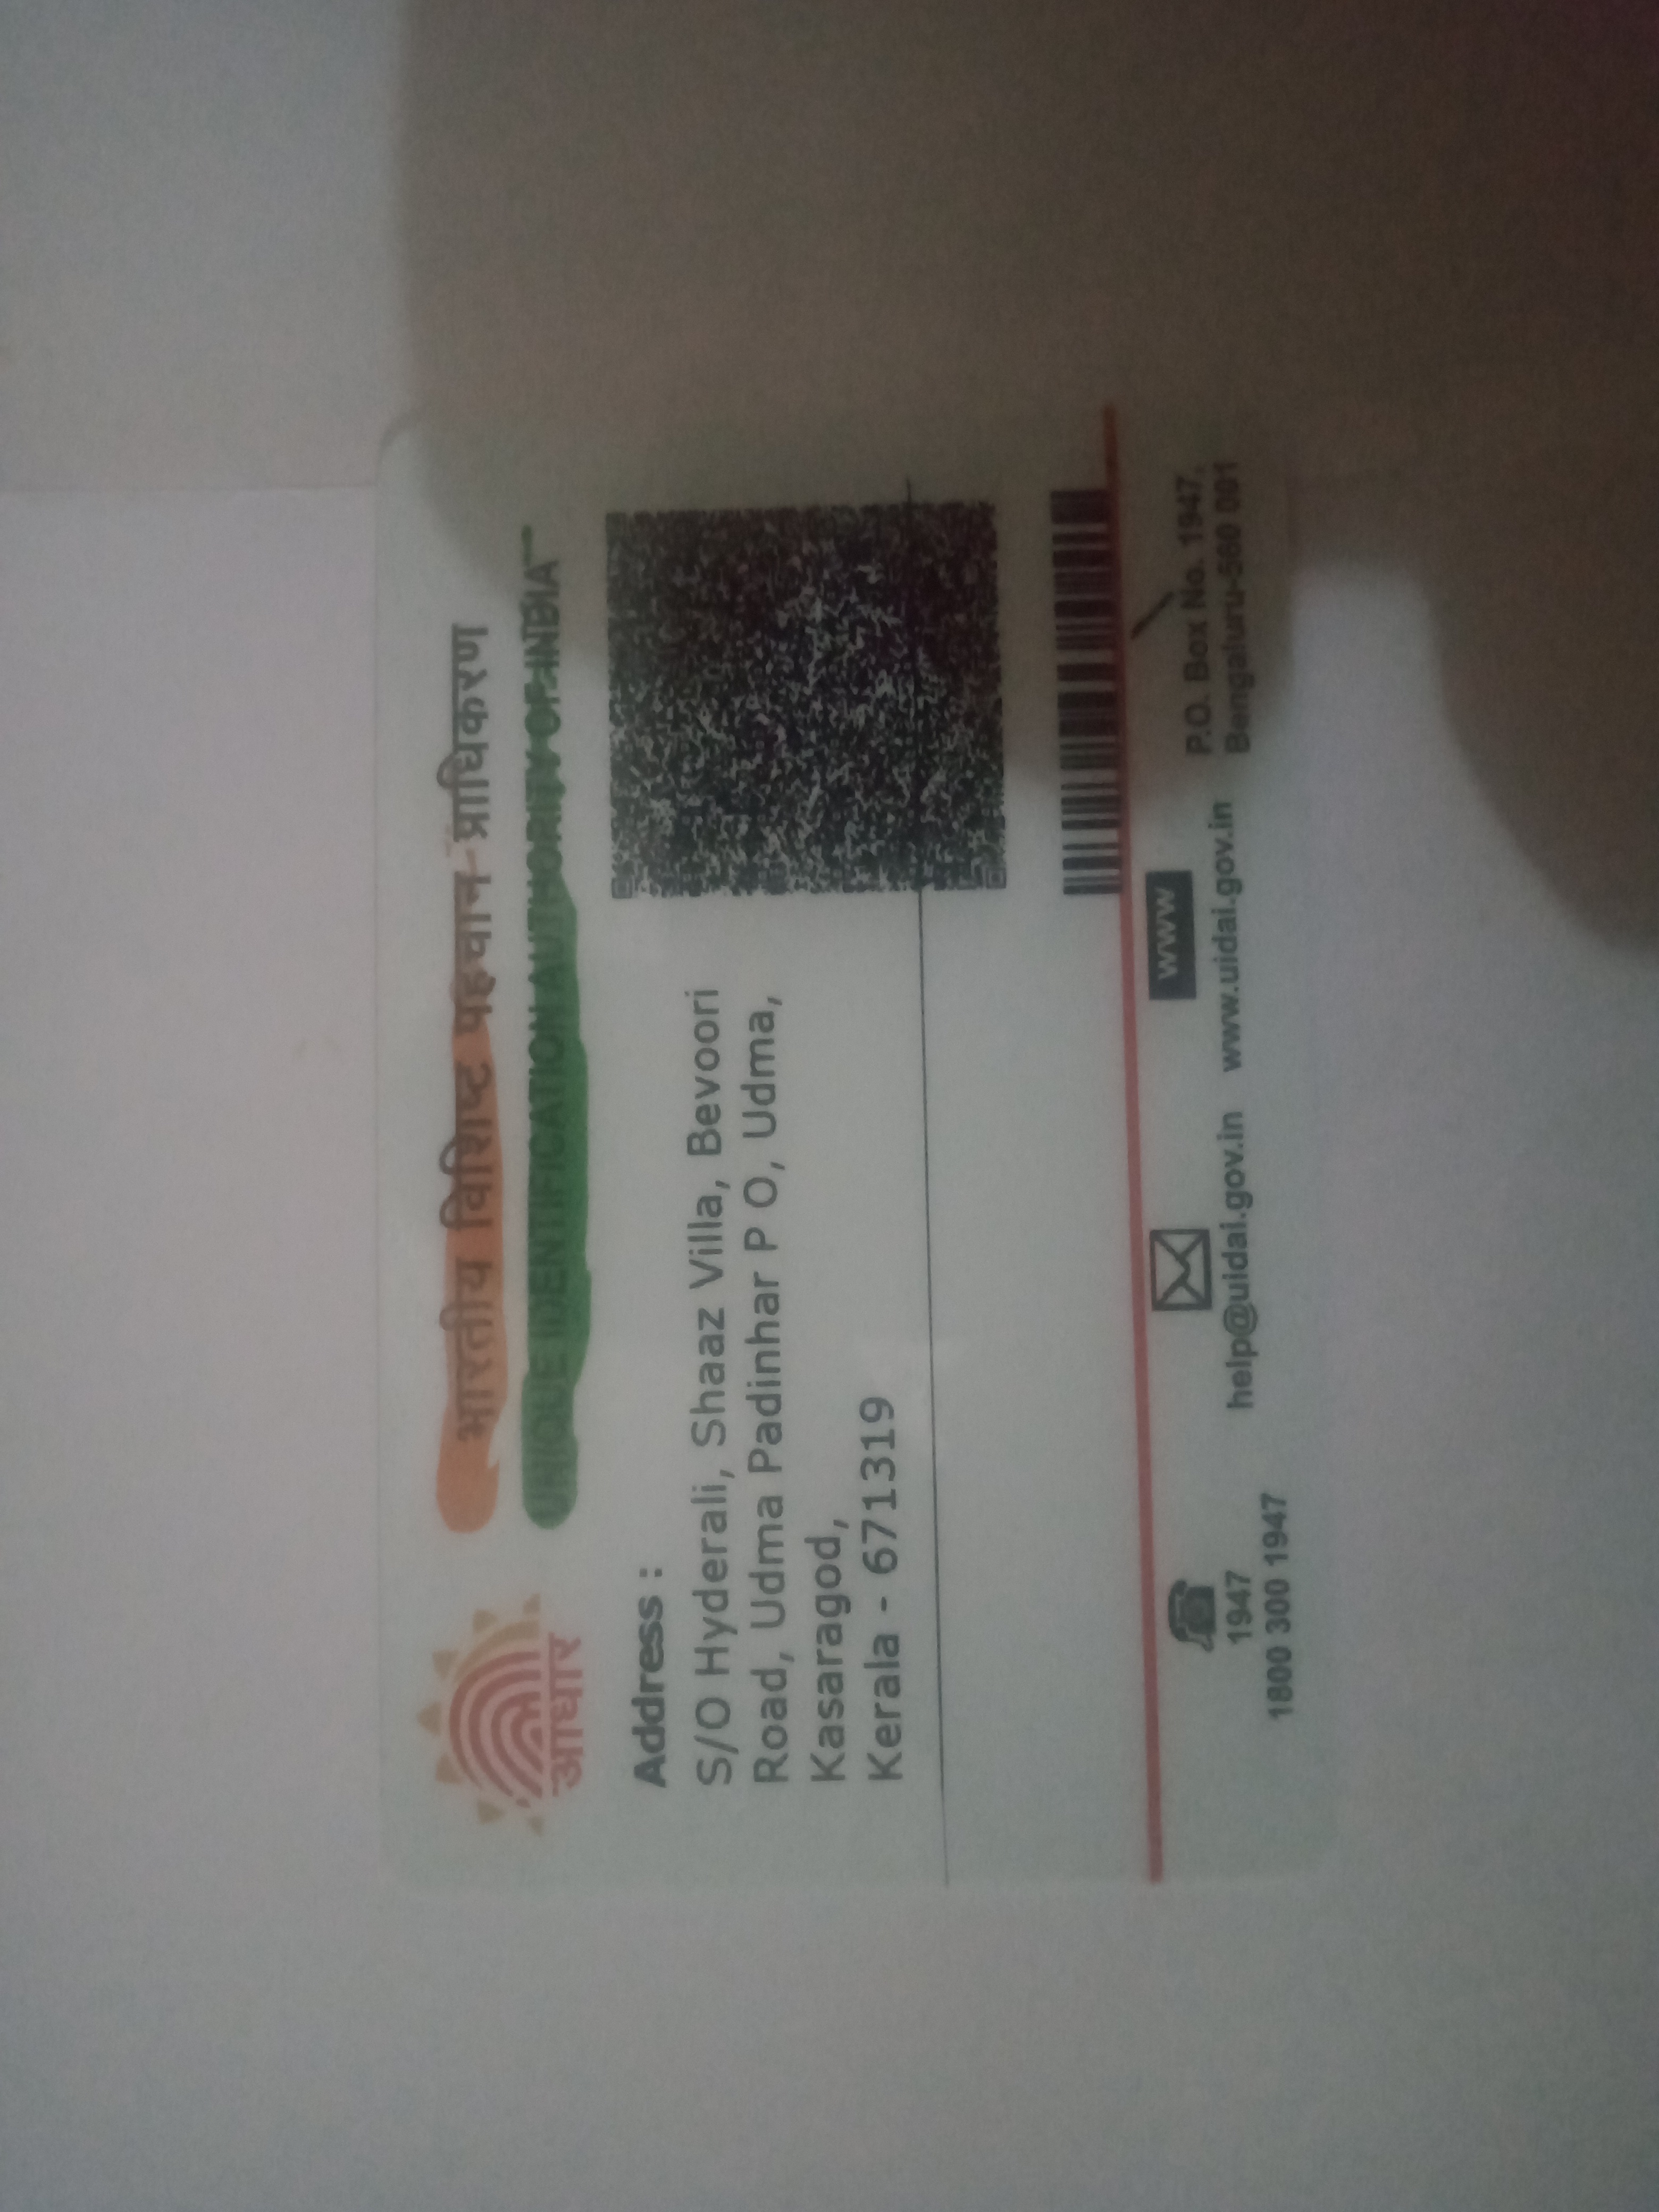 भारतीय विशिष्ट पहचान प्राधिकरण
UNIQUE IDENTIFICATION AUTHORITY OF INDIA
आधार
Address :
S/O Hyderali, Shaaz Villa, Bevoori
Road, Udma Padinhar P O, Udma,
Kasaragod,
Kerala - 671319
1947
1800 300 1947
help@uidai.gov.in
WWW
www.uidai.gov.in
P.O. Box No. 1947,
Bengaluru-560 001